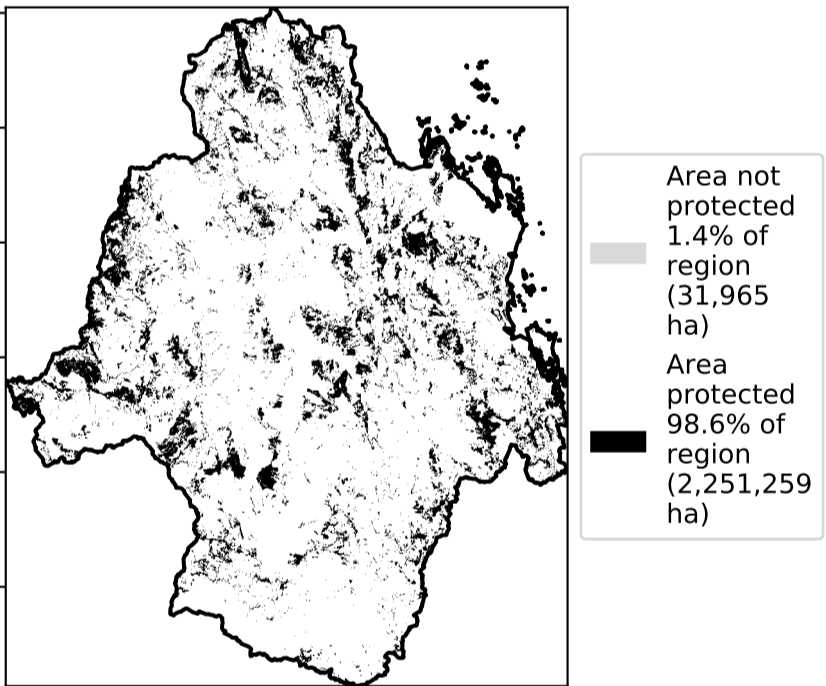 Area not
protected
1.4% of
region
(31,965
ha)
Area
protected
98.6% of
region
(2,251,259
ha)